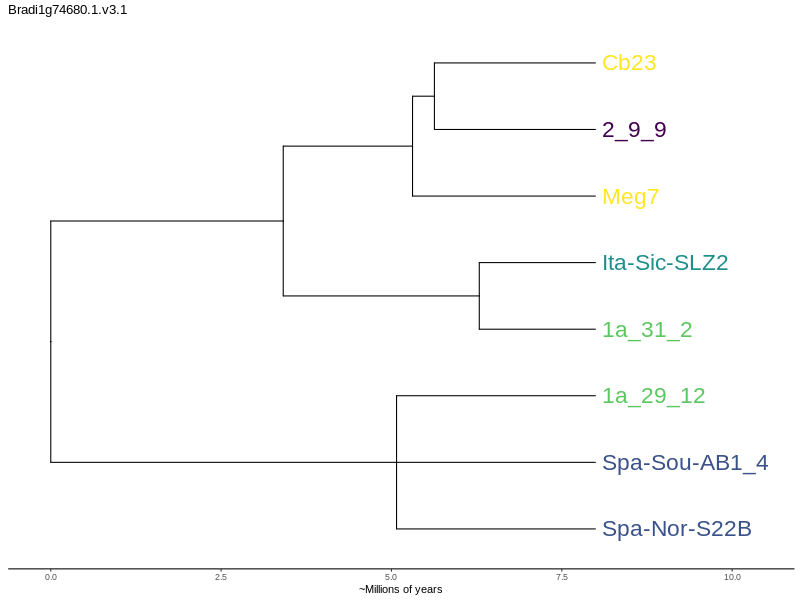 Bradi1g74680.1.v3.1
Cb23
2_9_9
Meg7
Ita-Sic-SLZ2
1a_31_2
1a_29_12
Spa-Sou-AB1_4
Spa-Nor-S22B
0.0 2.5 5.0 7.5 10.0
~Millions of years